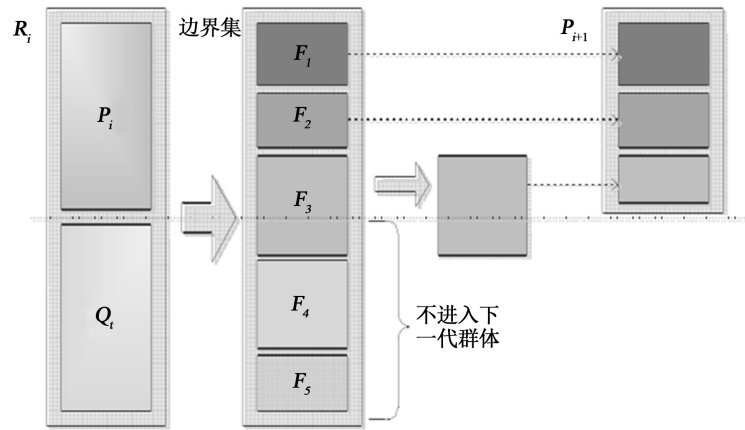 R_i
边界集
P_{i+1}
F_1
P_i
F_2
F_3
Q_t
F_4
不进入下
一代群体
F_5